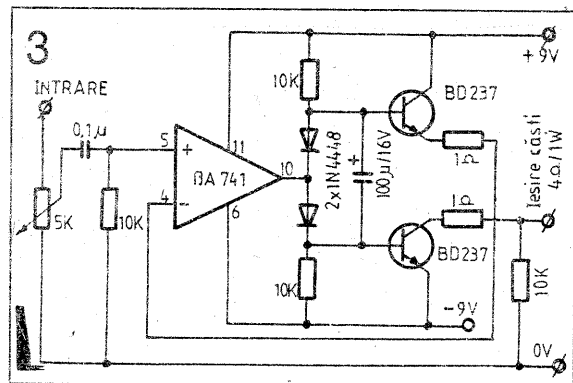 3
INTRARE
0,1µ
5K
10K
5
+
11
4
-
βA 741
10
6
10K
2x1N4448
+
100µ/16V
10K
BD237
1Ω
1Ω
BD237
+9V
Iesire căsti
4Ω/1W
10K
-9V
0V